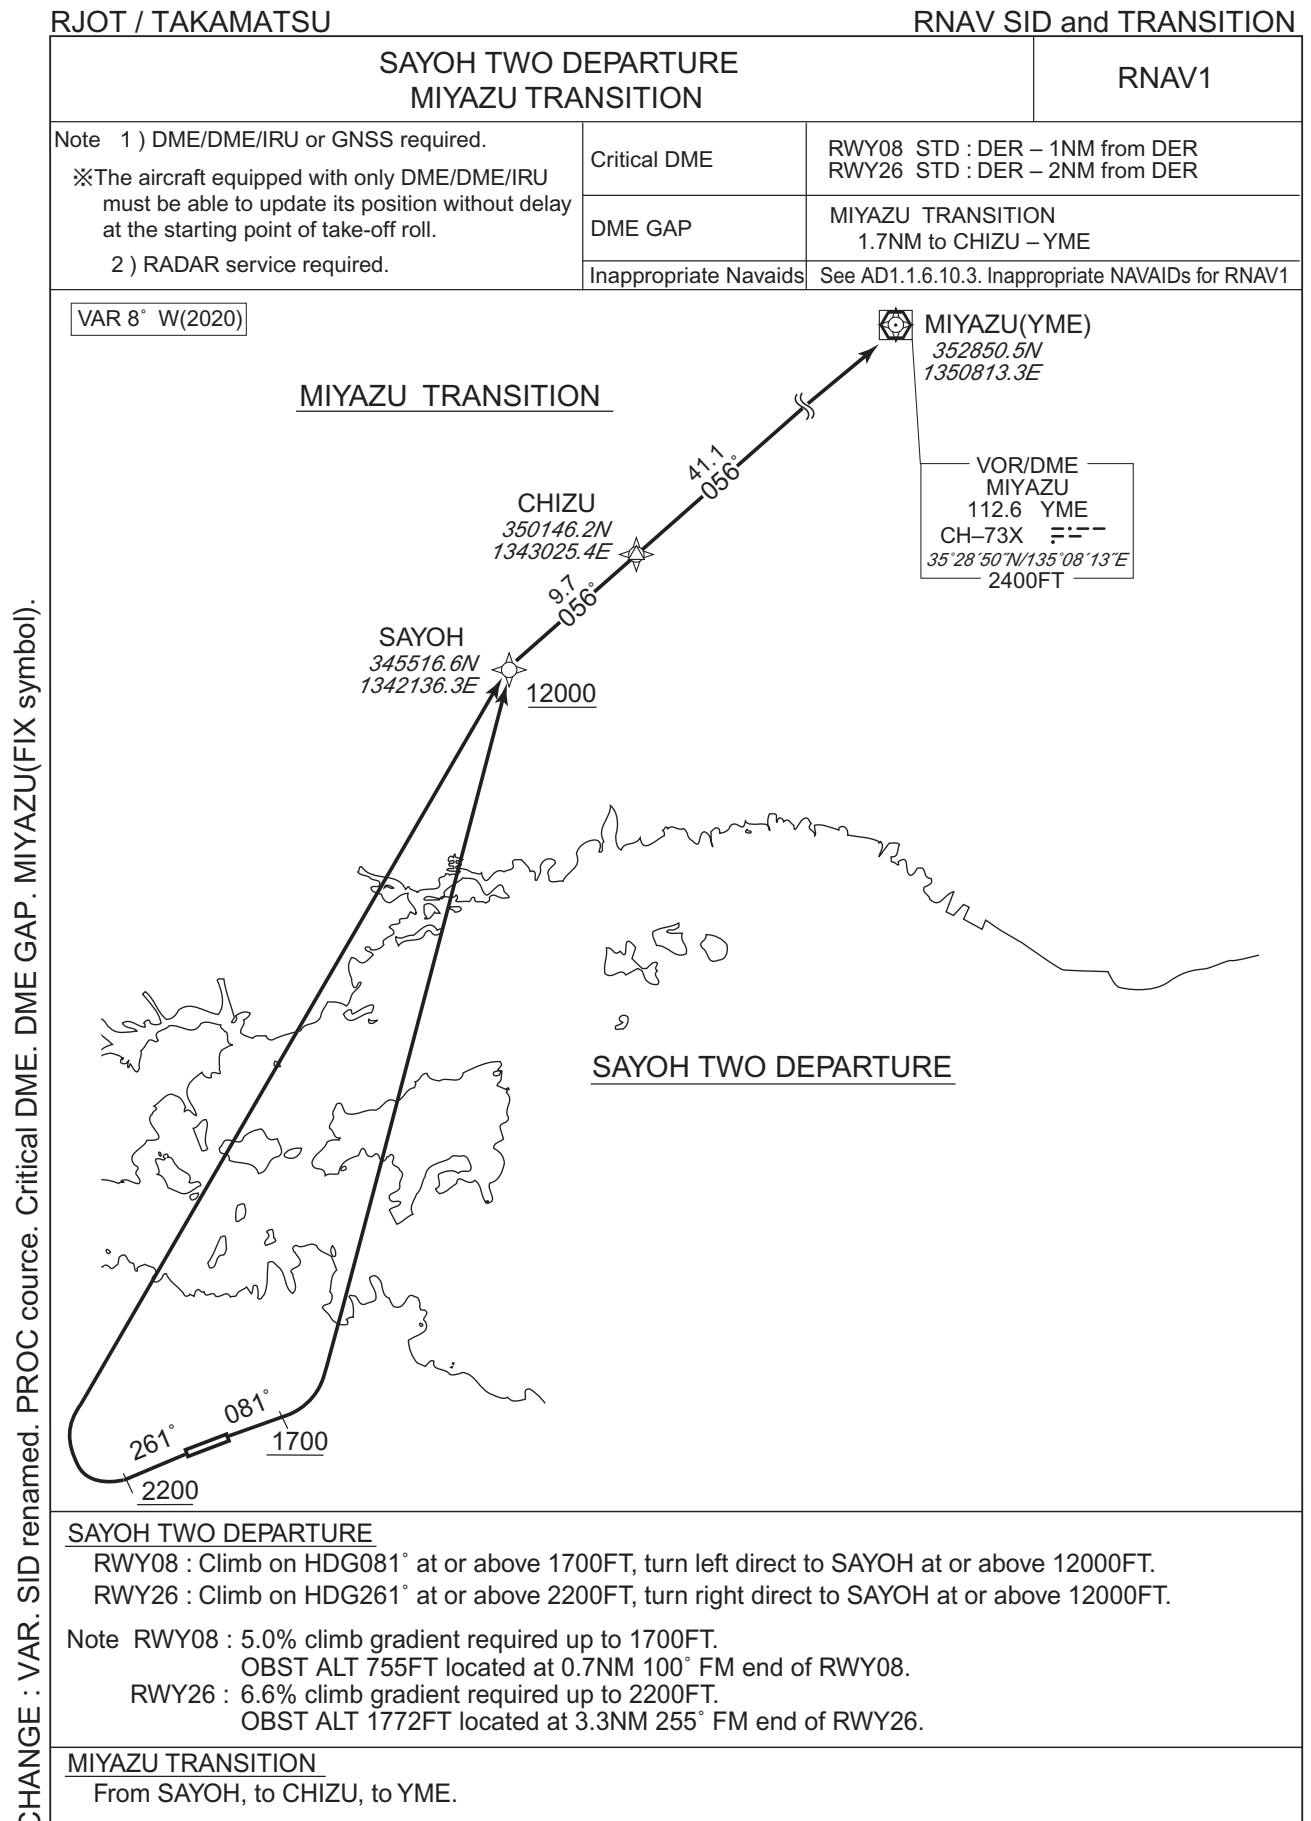 RJOT / TAKAMATSU
RNAV SID and TRANSITION
SAYOH TWO DEPARTURE
MIYAZU TRANSITION
RNAV1
Note 1 ) DME/DME/IRU or GNSS required.
※The aircraft equipped with only DME/DME/IRU
must be able to update its position without delay
at the starting point of take-off roll.
2 ) RADAR service required.
Critical DME
RWY08 STD : DER – 1NM from DER
RWY26 STD : DER – 2NM from DER
DME GAP
MIYAZU TRANSITION
1.7NM to CHIZU – YME
Inappropriate Navaids
See AD1.1.6.10.3. Inappropriate NAVAIDs for RNAV1
VAR 8° W(2020)
MIYAZU(YME)
352850.5N
1350813.3E
MIYAZU TRANSITION
VOR/DME
MIYAZU
112.6 YME
CH–73X
35°28′50″N/135°08′13″E
2400FT
41.1
056°
CHIZU
350146.2N
1343025.4E
9.7
056°
SAYOH
345516.6N
1342136.3E
12000
SAYOH TWO DEPARTURE
081°
261°
1700
2200
SAYOH TWO DEPARTURE
RWY08 : Climb on HDG081° at or above 1700FT, turn left direct to SAYOH at or above 12000FT.
RWY26 : Climb on HDG261° at or above 2200FT, turn right direct to SAYOH at or above 12000FT.
Note RWY08 : 5.0% climb gradient required up to 1700FT.
OBST ALT 755FT located at 0.7NM 100° FM end of RWY08.
RWY26 : 6.6% climb gradient required up to 2200FT.
OBST ALT 1772FT located at 3.3NM 255° FM end of RWY26.
MIYAZU TRANSITION
From SAYOH, to CHIZU, to YME.
CHANGE : VAR. SID renamed. PROC cource. Critical DME. DME GAP. MIYAZU(FIX symbol).